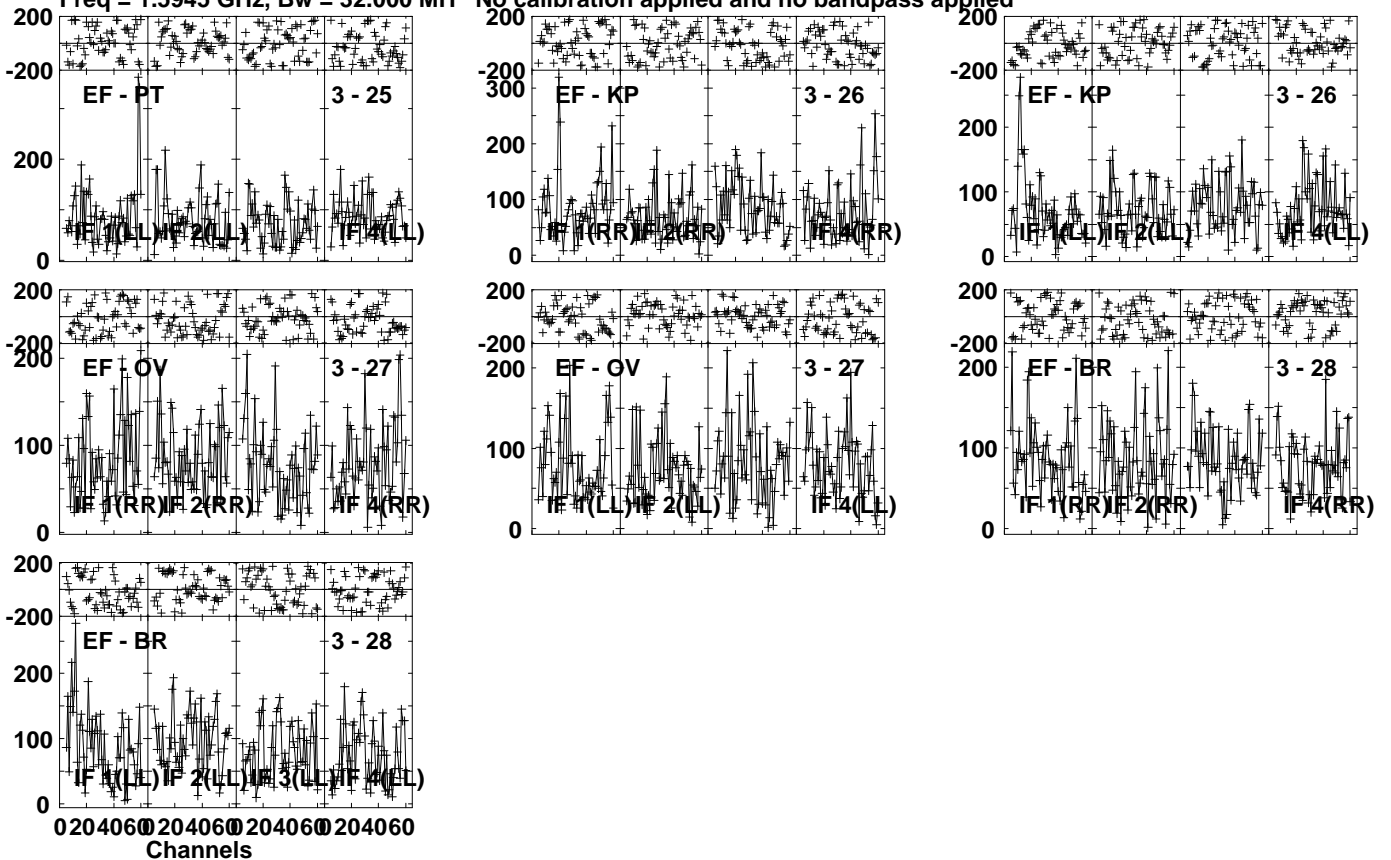 Freq = 1.5945 GHz, Bw = 32.000 MH No calibration applied and no bandpass applied
200
-200
EF - PT 3 - 25
200
0
IF 1(LL) IF 2(LL) IF 4(LL)
200
-200
300
EF - KP 3 - 26
200
100
0
IF 1(RR) IF 2(RR) IF 4(RR)
200
-200
EF - KP 3 - 26
200
100
0
IF 1(LL) IF 2(LL) IF 4(LL)
200
-200
200
EF - OV 3 - 27
100
0
IF 1(RR) IF 2(RR) IF 4(RR)
200
-200
200
EF - OV 3 - 27
100
0
IF 1(LL) IF 2(LL) IF 4(LL)
200
-200
200
EF - BR 3 - 28
100
0
IF 1(RR) IF 2(RR) IF 4(RR)
200
-200
EF - BR 3 - 28
200
100
0
IF 1(LL) IF 2(LL) IF 3(LL) IF 4(LL)
0 20 40 60 0 20 40 60 0 20 40 60 0 20 40 60
Channels